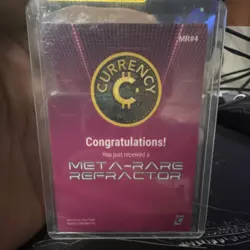 MR#4
CURRENCY
C
Congratulations!
You just received a
META-RARE
REFRACTOR